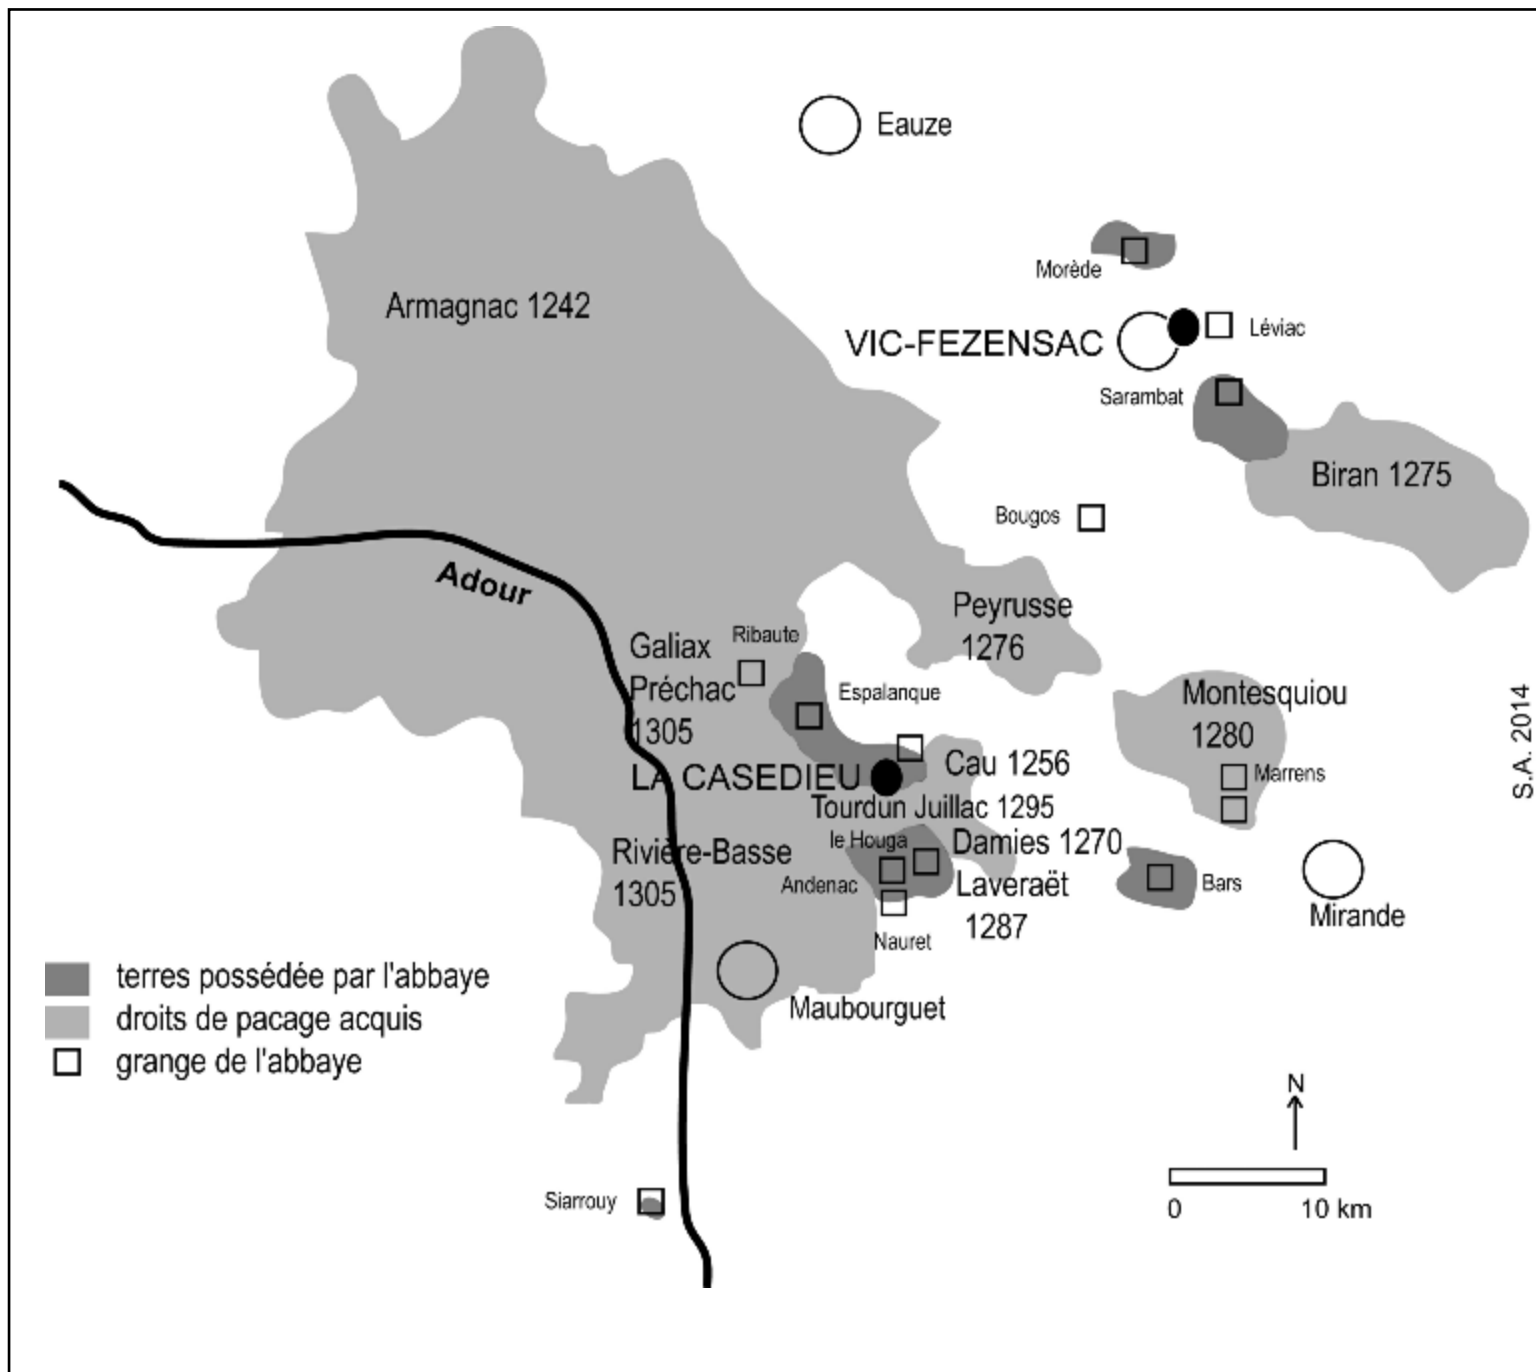 Eauze
Morède
Armagnac 1242
VIC-FEZENSAC
Léviac
Sarambat
Biran 1275
Bougos
Adour
Peyrusse
1276
Galiax
Préchac
1305
Ribaute
Espalanque
Montesquiou
1280
Marrens
LA CASEDIEU
Cau 1256
Tourdun Juillac 1295
le Houga
Damies 1270
Rivière-Basse
1305
Andenac
Laveraët
1287
Bars
Mirande
Nauret
Maubourguet
terres possédée par l'abbaye
droits de pacage acquis
grange de l'abbaye
N
0 10 km
Siarrouy
S.A. 2014